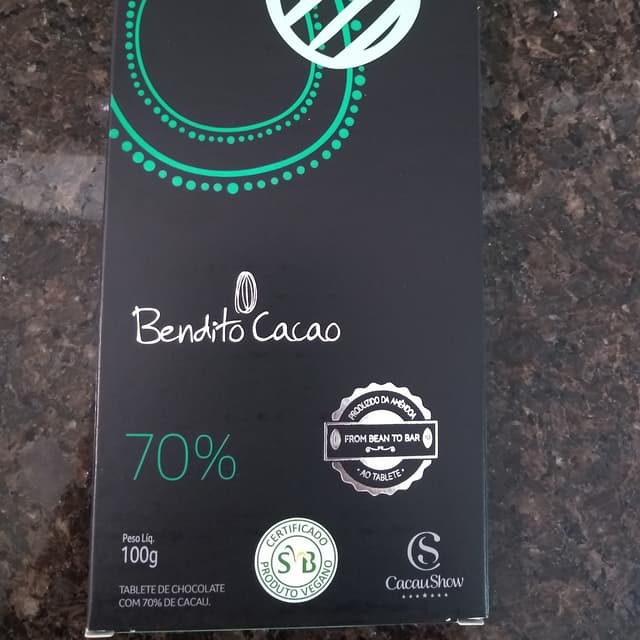 Bendito Cacao
PRODUZIDO DA AMÊNDOA
FROM BEAN TO BAR
AO TABLETE
70%
Peso Líq.
100g
TABLETE DE CHOCOLATE
COM 70% DE CACAU.
CERTIFICADO
SVB
PRODUTO VEGANO
CS
CacauShow